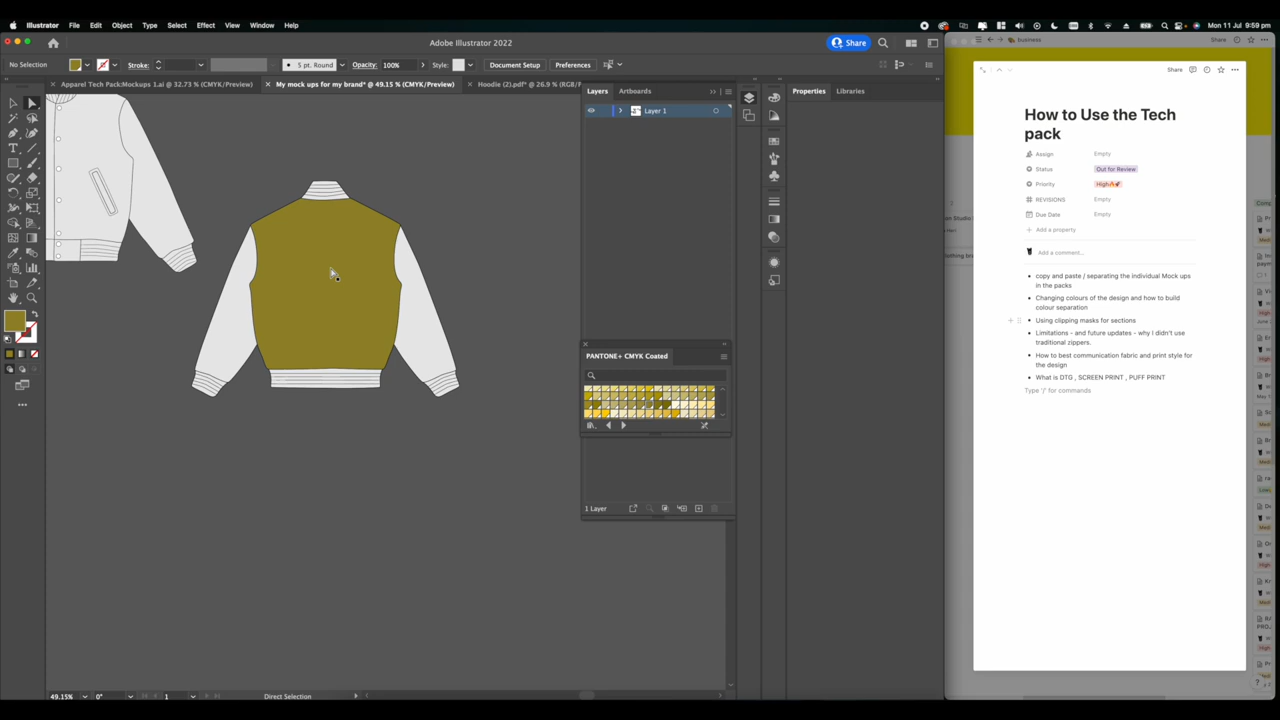 Illustrator File Edit Object Type Select Effect View Window Help
Mon 11 Jul 9:59 pm
Adobe Illustrator 2022
Share
No Selection
Stroke:
5 pt. Round
Opacity: 100%
Style:
Document Setup
Preferences
Apparel Tech Pack/Mockups 1.ai @ 32.73 % (CMYK/Preview)
× My mock ups for my brand* @ 49.15 % (CMYK/Preview)
× Hoodie (2).pdf* @ 26.9 % (RGB/P
Layers Artboards
Layer 1
Properties Libraries
PANTONE+ CMYK Coated
1 Layer
49.15%
0°
1
Direct Selection
business
Share
Share
How to Use the Tech
pack
Assign Empty
Status Out for Review
Priority High🔥🚀
REVISIONS Empty
Due Date Empty
+ Add a property
Add a comment...
• copy and paste / separating the individual Mock ups
in the packs
• Changing colours of the design and how to build
colour separation
• Using clipping masks for sections
• Limitations - and future updates - why I didn't use
traditional zippers.
• How to best communication fabric and print style for
the design
• What is DTG , SCREEN PRINT , PUFF PRINT
Type '/' for commands